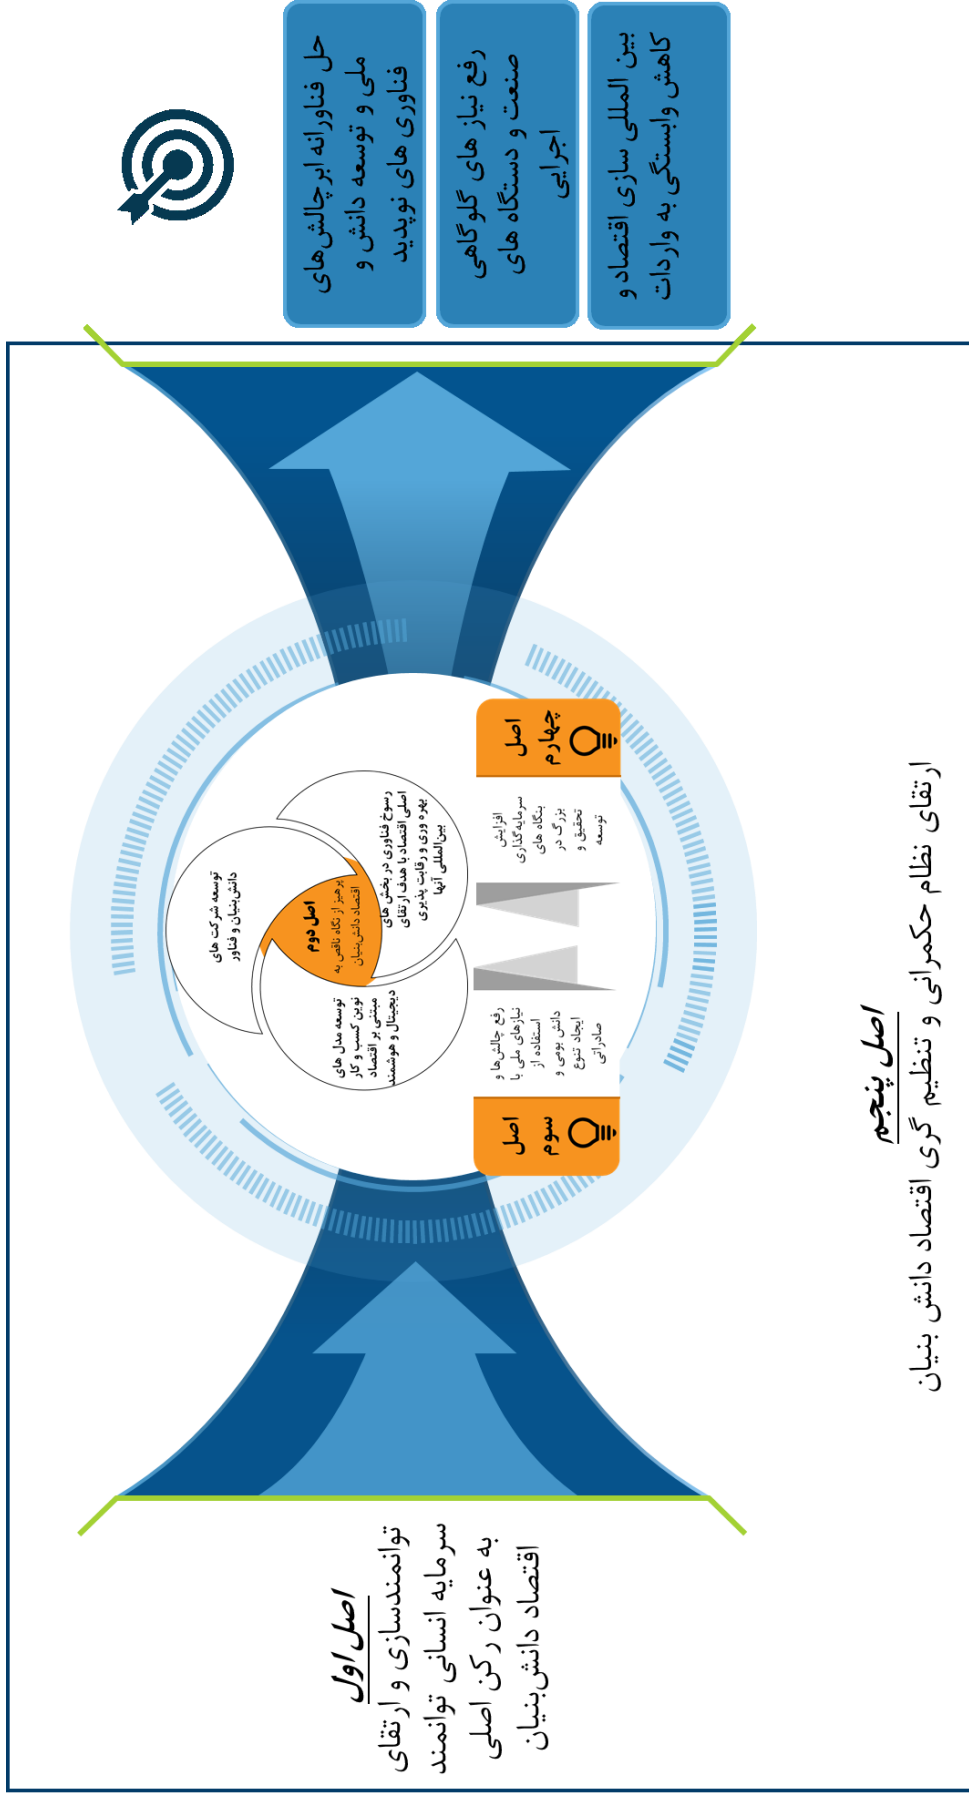 اصل اول
توانمندسازی و ارتقای
سرمایه انسانی توانمند
به عنوان رکن اصلی
اقتصاد دانش‌بنیان
توسعه شرکت های
دانش‌بنیان و فناور
اصل دوم
پرهیز از نگاه ناقص به
اقتصاد دانش‌بنیان
توسعه مدل های
نوین کسب و کار
مبتنی بر اقتصاد
دیجیتال و هوشمند
رسوخ فناوری در بخش های
اصلی اقتصاد با هدف ارتقای
بهره وری و رقابت پذیری
بین‌المللی آنها
اصل
سوم
رفع چالش‌ها و
نیازهای ملی با
استفاده از
دانش بومی و
ایجاد تنوع
صادراتی
افزایش
سرمایه‌گذاری
بنگاه های
بزرگ در
تحقیق و
توسعه
اصل
چهارم
حل فناورانه ابرچالش‌های
ملی و توسعه دانش و
فناوری های نوپدید
رفع نیاز های گلوگاهی
صنعت و دستگاه های
اجرایی
بین المللی سازی اقتصاد و
کاهش وابستگی به واردات
اصل پنجم
ارتقای نظام حکمرانی و تنظیم گری اقتصاد دانش بنیان